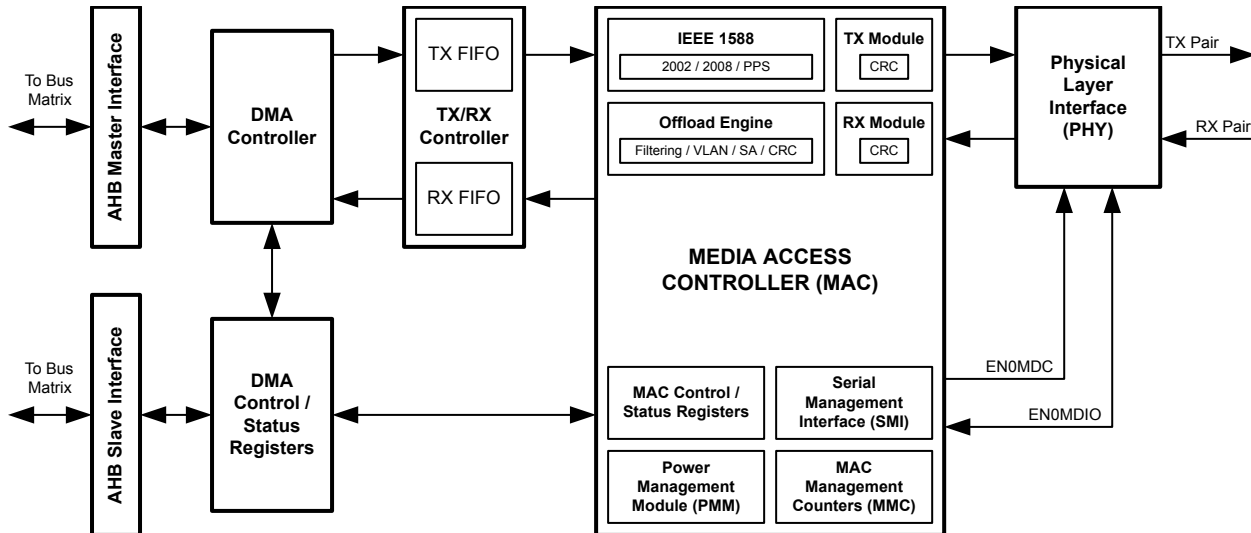 To Bus
Matrix
AHB Master Interface
DMA
Controller
TX FIFO
TX/RX
Controller
RX FIFO
IEEE 1588
2002 / 2008 / PPS
TX Module
CRC
Offload Engine
Filtering / VLAN / SA / CRC
RX Module
CRC
MEDIA ACCESS
CONTROLLER (MAC)
Physical
Layer
Interface
(PHY)
TX Pair
RX Pair
To Bus
Matrix
AHB Slave Interface
DMA
Control /
Status
Registers
MAC Control /
Status Registers
Serial
Management
Interface (SMI)
Power
Management
Module (PMM)
MAC
Management
Counters (MMC)
EN0MDC
EN0MDIO